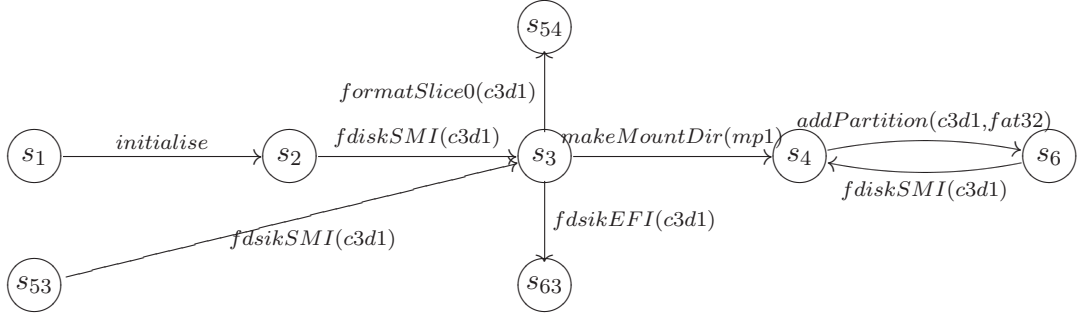 s54
formatSlice0(c3d1)
addPartition(c3d1,fat32)
initialise
fdiskSMI(c3d1)
makeMountDir(mp1)
s1
s2
s3
s4
s6
fdiskSMI(c3d1)
fdsikEFI(c3d1)
fdsikSMI(c3d1)
s53
s63